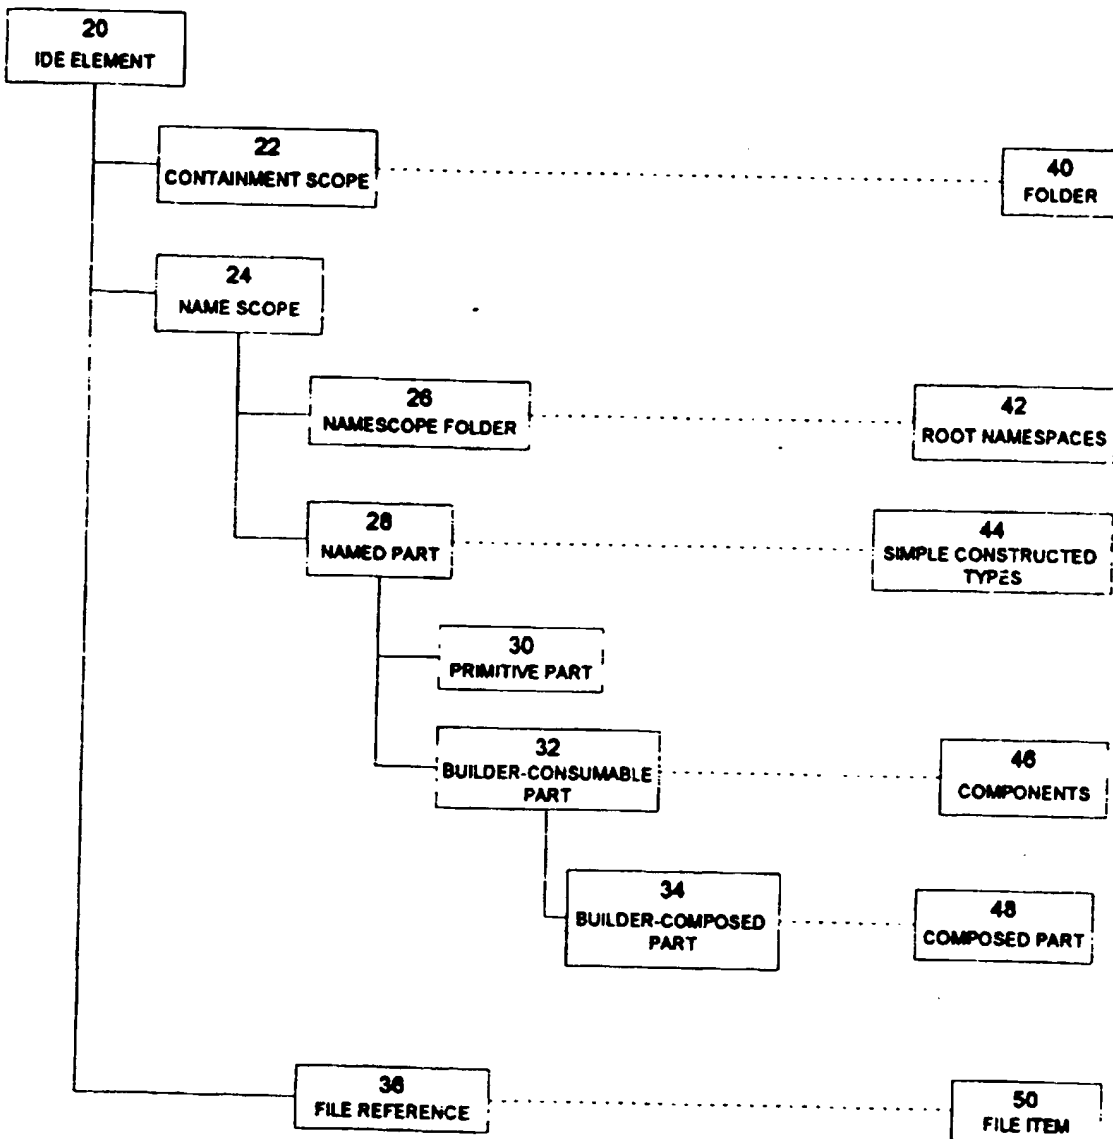 20
IDE ELEMENT
22
CONTAINMENT SCOPE
40
FOLDER
24
NAME SCOPE
26
NAMESCOPE FOLDER
42
ROOT NAMESPACES
28
NAMED PART
44
SIMPLE CONSTRUCTED
TYPES
30
PRIMITIVE PART
32
BUILDER-CONSUMABLE
PART
46
COMPONENTS
34
BUILDER-COMPOSED
PART
48
COMPOSED PART
36
FILE REFERENCE
50
FILE ITEM